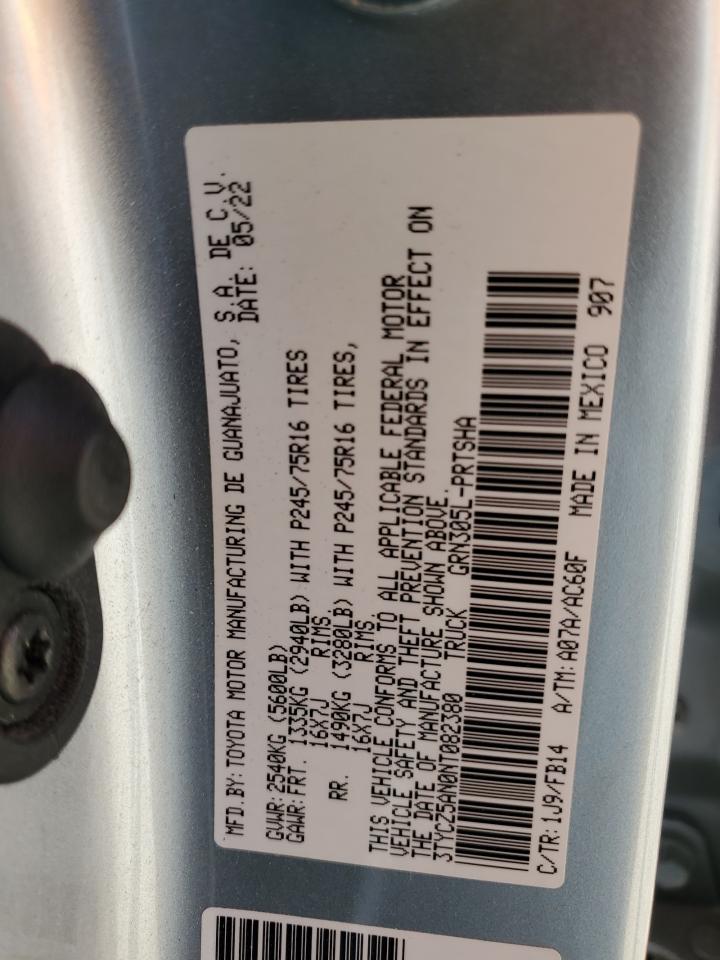 MFD.BY: TOYOTA MOTOR MANUFACTURING DE GUANAJUATO, S.A. DE C.V.
DATE: 05/22
GVWR: 2540KG (5600LB)
GAWR: FRT. 1335KG (2940LB) WITH P245/75R16 TIRES
16X7J RIMS
RR. 1490KG (3280LB) WITH P245/75R16 TIRES,
16X7J RIMS.
THIS VEHICLE CONFORMS TO ALL APPLICABLE FEDERAL MOTOR
VEHICLE SAFETY AND THEFT PREVENTION STANDARDS IN EFFECT ON
THE DATE OF MANUFACTURE SHOWN ABOVE.
3TYCZ5AN0NT082380 TRUCK GRN305L-PRTSHA
C/TR: 1J9/FB14 A/TM: A07A/AC60F MADE IN MEXICO 907